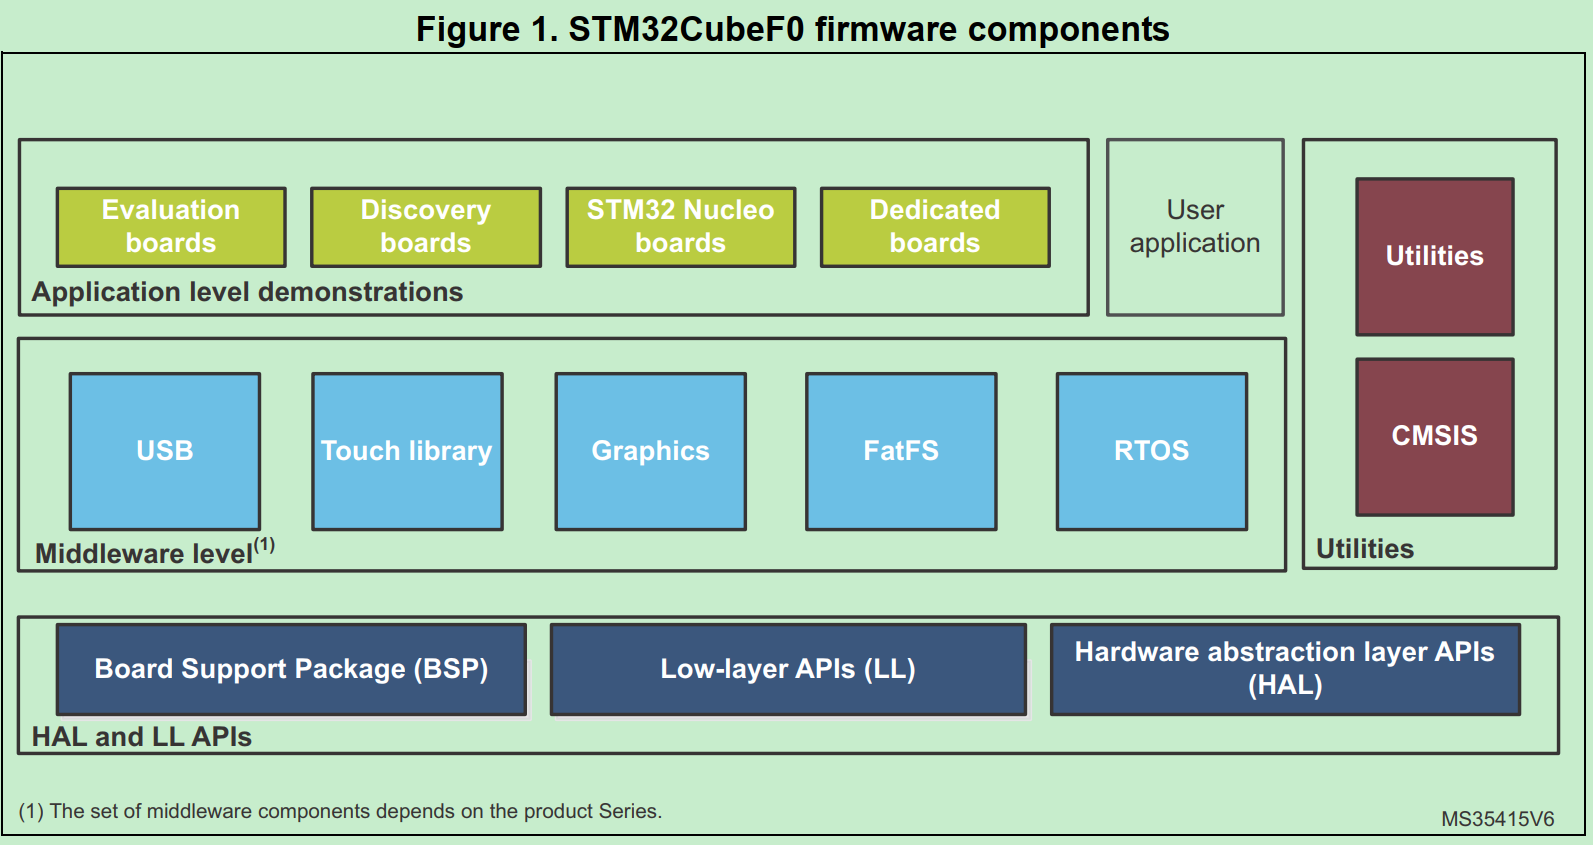 Figure 1. STM32CubeF0 firmware components
Evaluation
boards
Discovery
boards
STM32 Nucleo
boards
Dedicated
boards
Application level demonstrations
User
application
Utilities
CMSIS
Utilities
USB
Touch library
Graphics
FatFS
RTOS
Middleware level(1)
Board Support Package (BSP)
Low-layer APIs (LL)
Hardware abstraction layer APIs
(HAL)
HAL and LL APIs
(1) The set of middleware components depends on the product Series.
MS35415V6